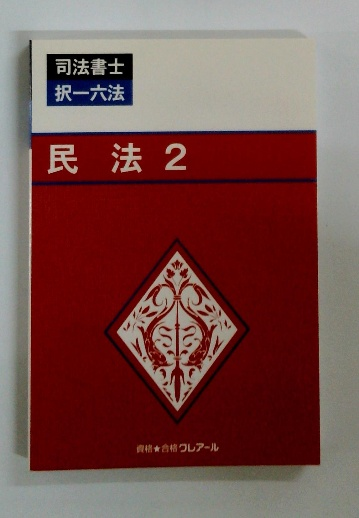 司法書士
択一六法
民 法 2
資格★合格クレアール